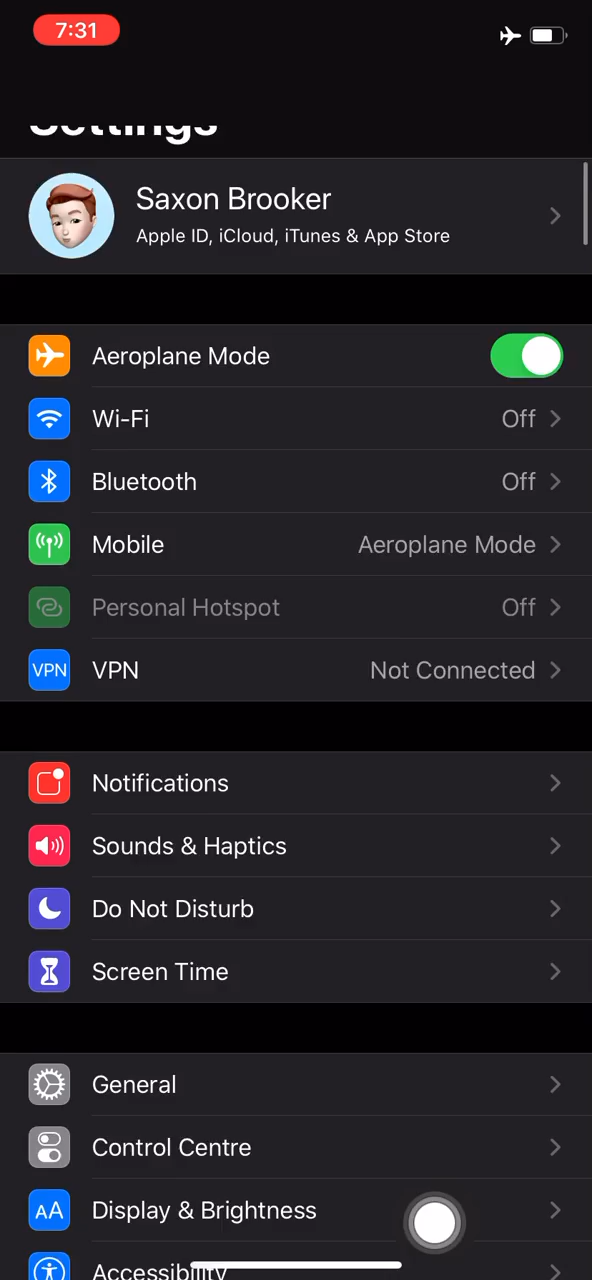 7:31
Settings
Saxon Brooker
Apple ID, iCloud, iTunes & App Store
Aeroplane Mode
Wi-Fi Off
Bluetooth Off
Mobile Aeroplane Mode
Personal Hotspot Off
VPN VPN Not Connected
Notifications
Sounds & Haptics
Do Not Disturb
Screen Time
General
Control Centre
AA Display & Brightness
Accessibility